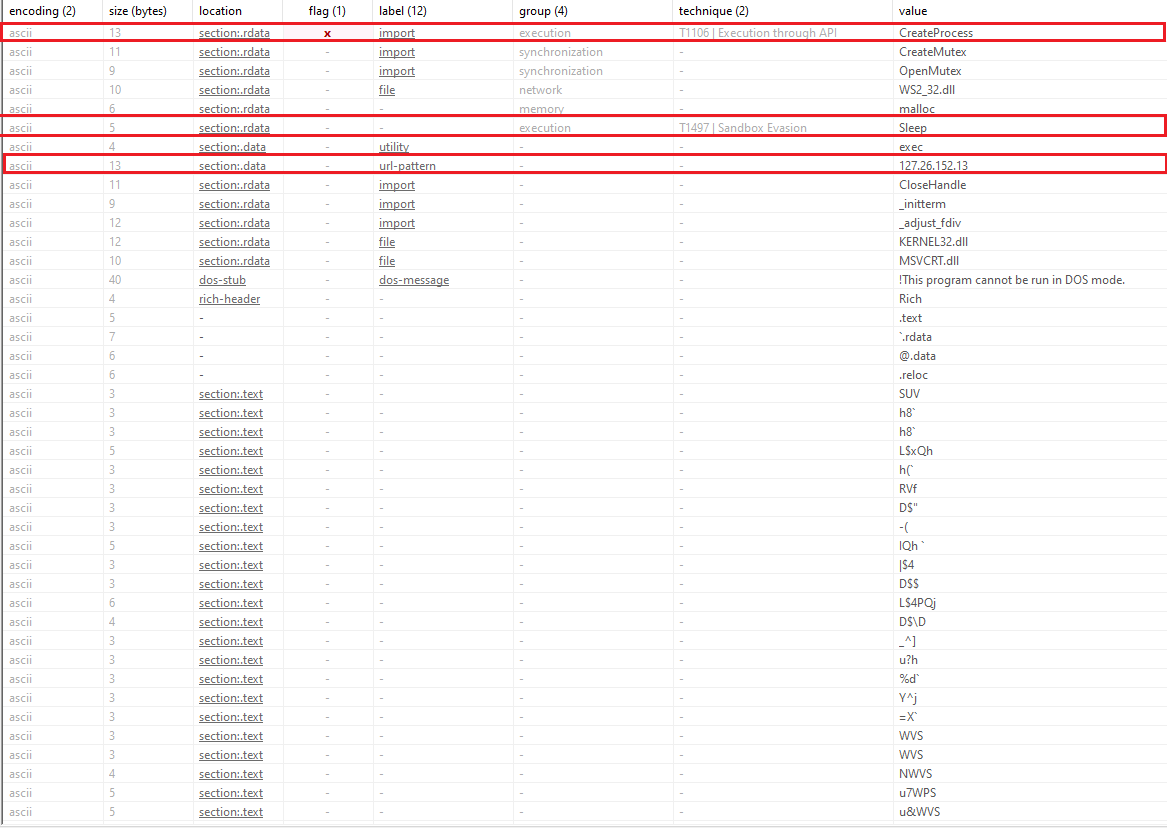 encoding (2) size (bytes) location flag (1) label (12) group (4) technique (2) value
ascii 13 section:.rdata x import execution T1106 | Execution through API CreateProcess
ascii 11 section:.rdata - import synchronization - CreateMutex
ascii 9 section:.rdata - import synchronization - OpenMutex
ascii 10 section:.rdata - file network - WS2_32.dll
ascii 6 section:.rdata - - memory - malloc
ascii 5 section:.rdata - - execution T1497 | Sandbox Evasion Sleep
ascii 4 section:.data - utility - - exec
ascii 13 section:.data - url-pattern - - 127.26.152.13
ascii 11 section:.rdata - import - - CloseHandle
ascii 9 section:.rdata - import - - _initterm
ascii 12 section:.rdata - import - - _adjust_fdiv
ascii 12 section:.rdata - file - - KERNEL32.dll
ascii 10 section:.rdata - file - - MSVCRT.dll
ascii 40 dos-stub - dos-message - - !This program cannot be run in DOS mode.
ascii 4 rich-header - - - - Rich
ascii 5 - - - - - .text
ascii 7 - - - - - `.rdata
ascii 6 - - - - - @.data
ascii 6 - - - - - .reloc
ascii 3 section:.text - - - - SUV
ascii 3 section:.text - - - - h8`
ascii 3 section:.text - - - - h8`
ascii 5 section:.text - - - - L$xQh
ascii 3 section:.text - - - - h(`
ascii 3 section:.text - - - - RVf
ascii 3 section:.text - - - - D$"
ascii 3 section:.text - - - - -(
ascii 5 section:.text - - - - lQh `
ascii 3 section:.text - - - - |$4
ascii 3 section:.text - - - - D$$
ascii 6 section:.text - - - - L$4PQj
ascii 4 section:.text - - - - D$\D
ascii 3 section:.text - - - - _^]
ascii 3 section:.text - - - - u?h
ascii 3 section:.text - - - - %d`
ascii 3 section:.text - - - - Y^j
ascii 3 section:.text - - - - =X`
ascii 3 section:.text - - - - WVS
ascii 3 section:.text - - - - WVS
ascii 4 section:.text - - - - NWVS
ascii 5 section:.text - - - - u7WPS
ascii 5 section:.text - - - - u&WVS